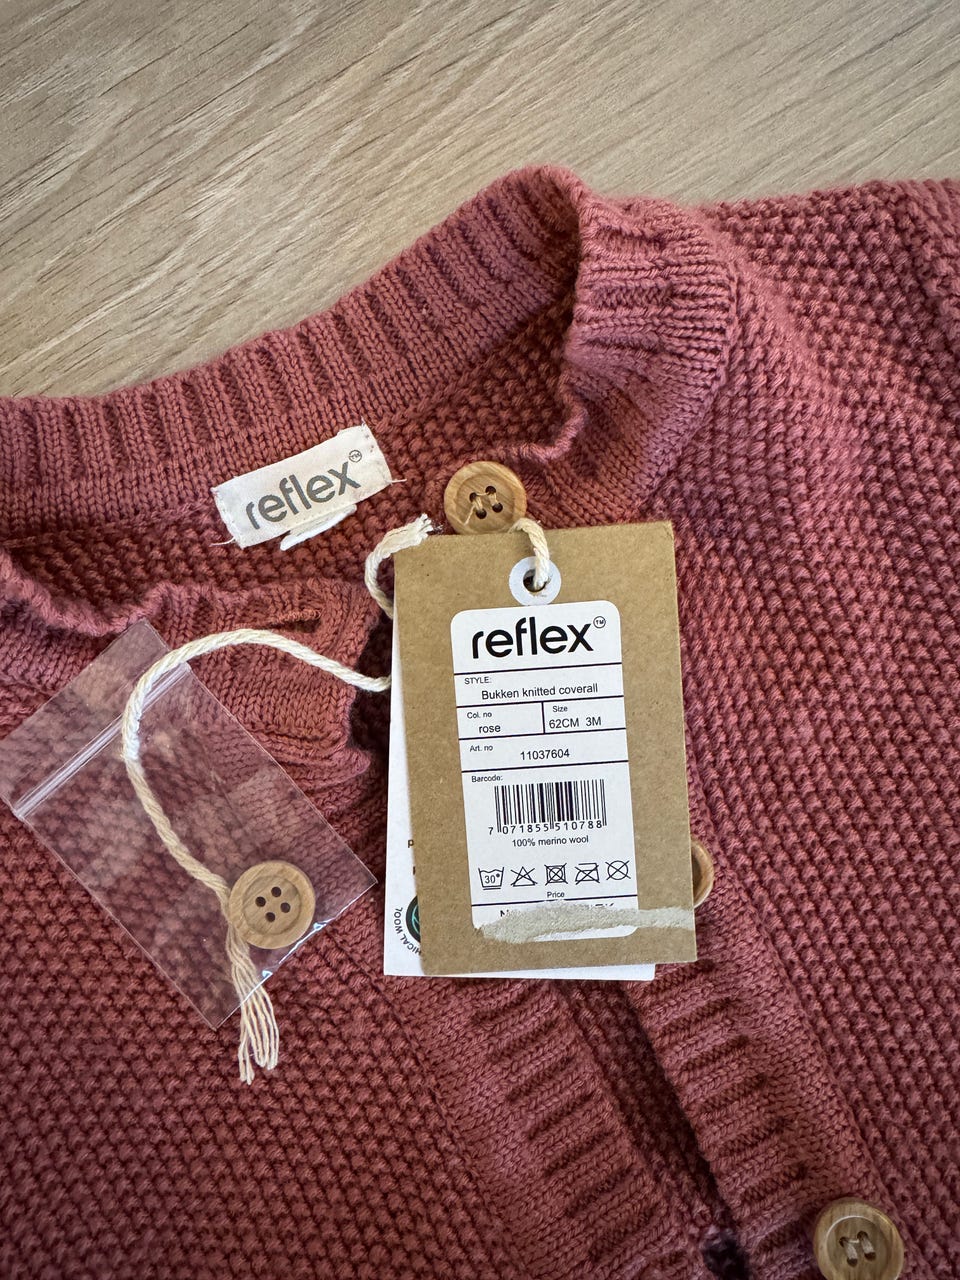 reflex™
reflex™
STYLE:
Bukken knitted coverall
Col. no
rose
Size
62CM 3M
Art. no
11037604
Barcode:
7 071855 510788
100% merino wool
30°
Price